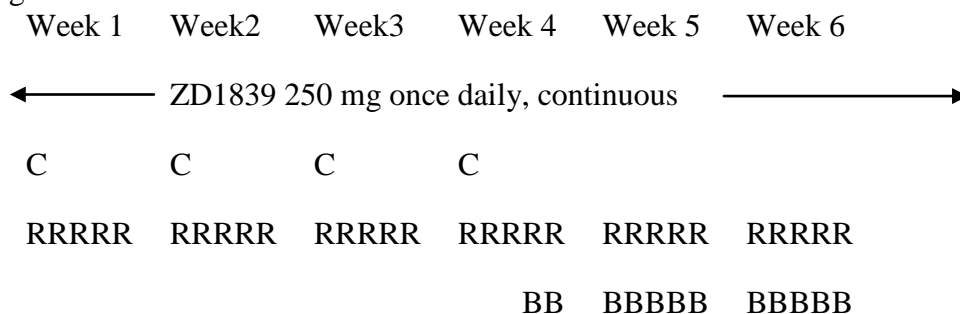 Week 1 Week2 Week3 Week 4 Week 5 Week 6
ZD1839 250 mg once daily, continuous
C C C C
RRRRR RRRRR RRRRR RRRRR RRRRR RRRRR
BB BBBBB BBBBB